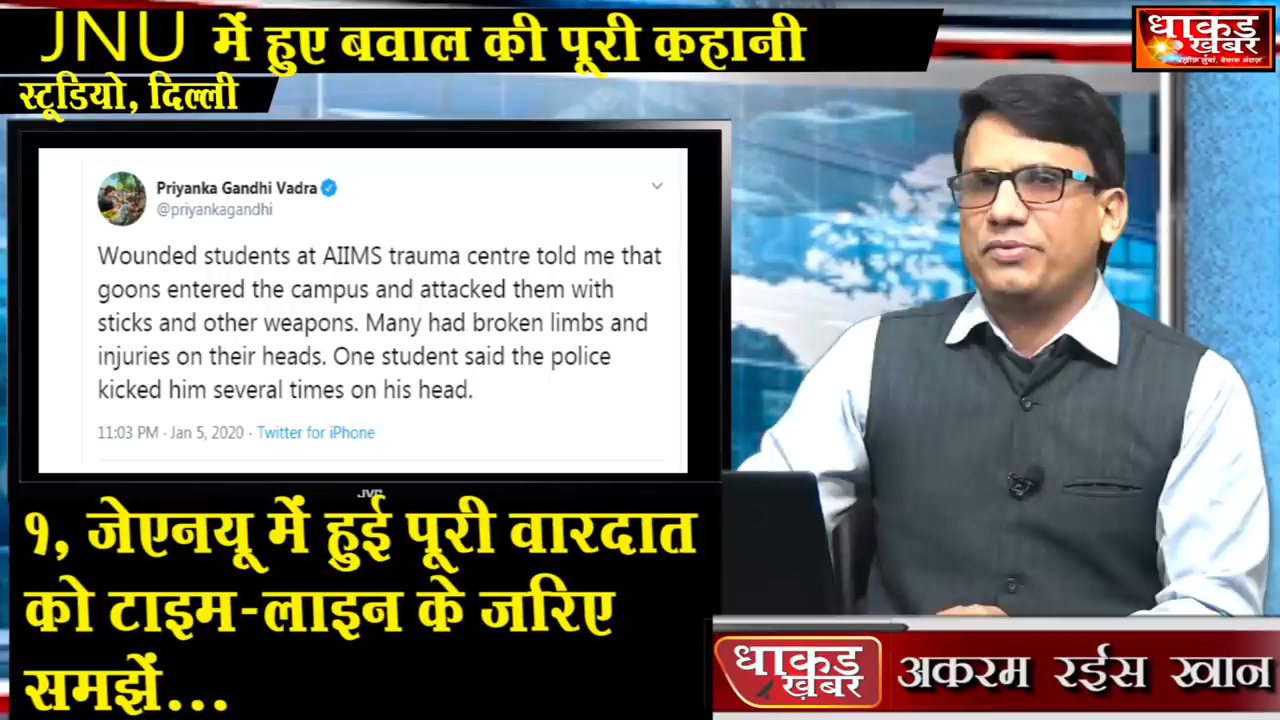 JNU में हुए बवाल की पूरी कहानी
स्टूडियो, दिल्ली
धाकड़
ख़बर
Priyanka Gandhi Vadra
@priyankagandhi
Wounded students at AIIMS trauma centre told me that
goons entered the campus and attacked them with
sticks and other weapons. Many had broken limbs and
injuries on their heads. One student said the police
kicked him several times on his head.
11:03 PM · Jan 5, 2020 · Twitter for iPhone
१, जेएनयू में हुई पूरी वारदात
को टाइम-लाइन के जरिए
समझें...
धाकड़
ख़बर
अकरम रईस खान